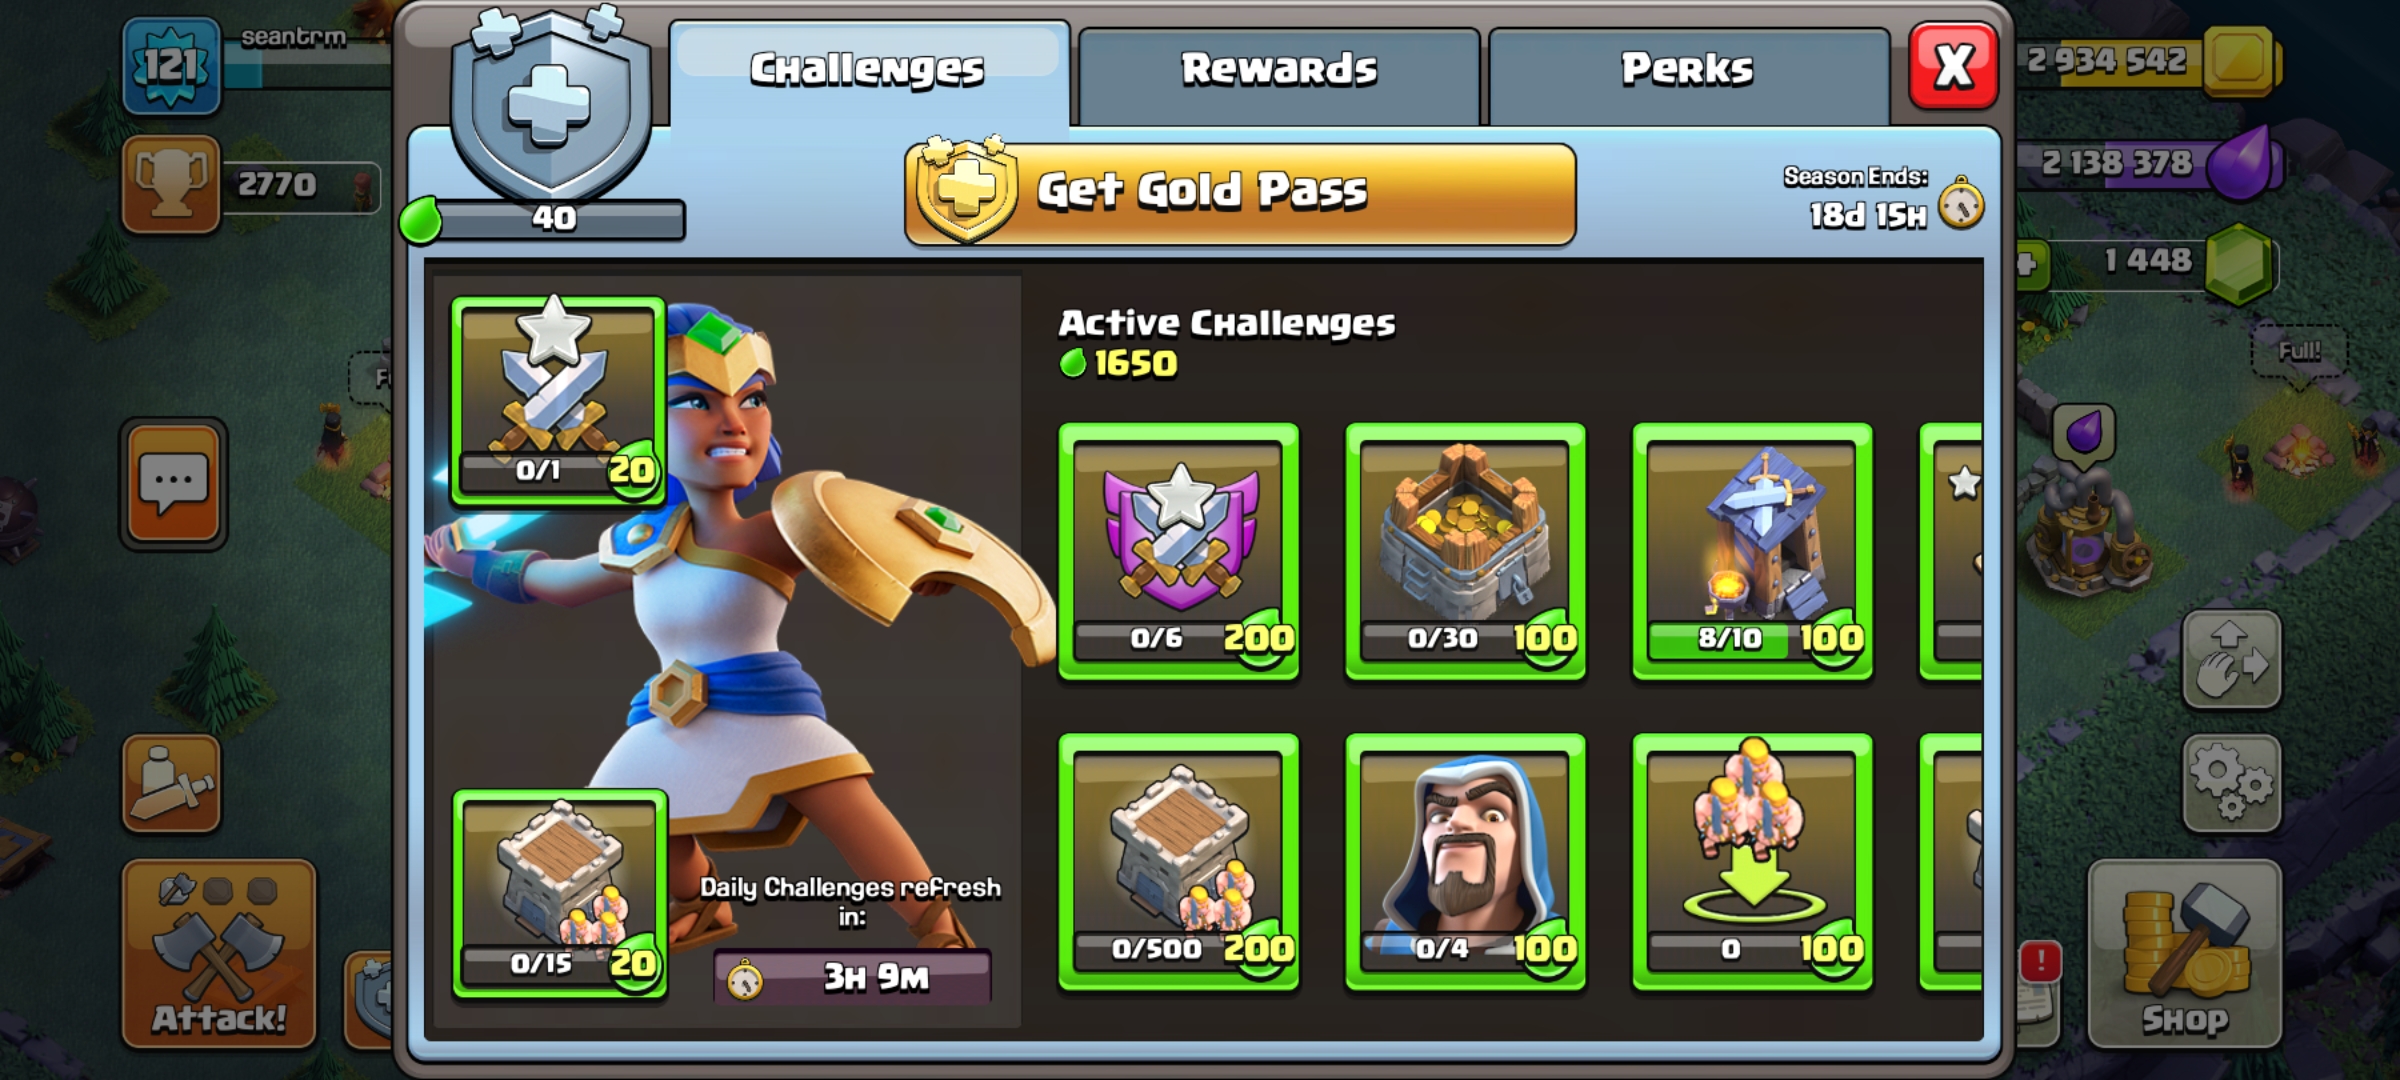 121
seantrm
2770
Challenges
Rewards
Perks
X
2 934 542
2 138 378
1 448
40
Get Gold Pass
Season Ends:
18d 15H
0/1
20
Active Challenges
1650
0/6
200
0/30
100
8/10
100
0/15
20
Daily Challenges refresh
in:
3H 9M
0/500
200
0/4
100
0
100
Full!
Attack!
!
Shop